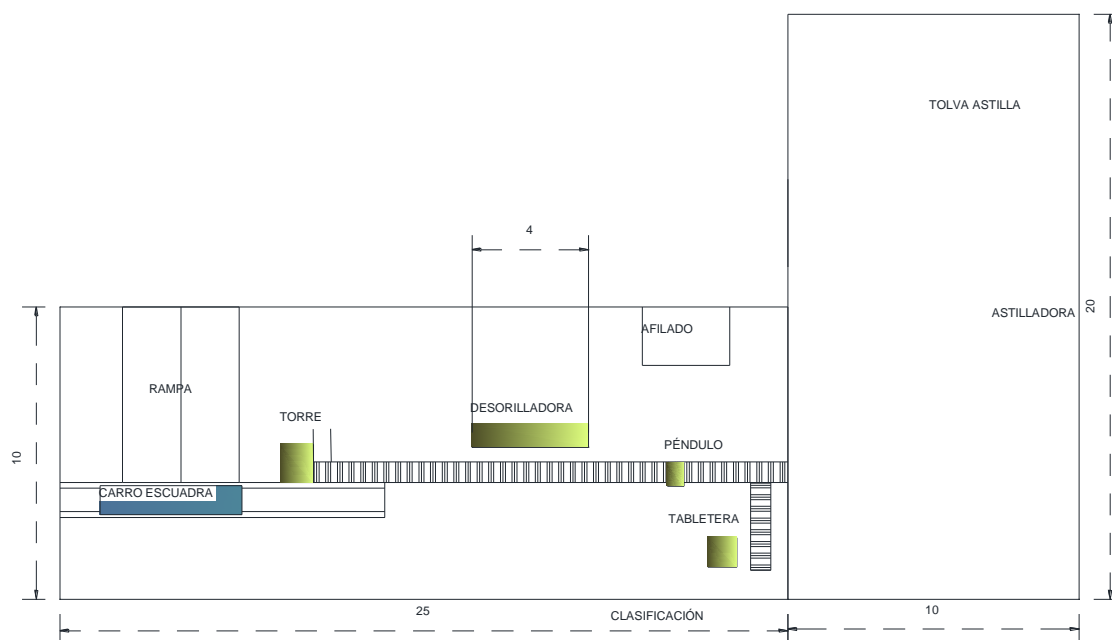 TOLVA ASTILLA
4
20
ASTILLADORA
AFILADO
RAMPA
DESORILLADORA
TORRE
10
PÉNDULO
CARRO ESCUADRA
TABLETERA
25
CLASIFICACIÓN
10